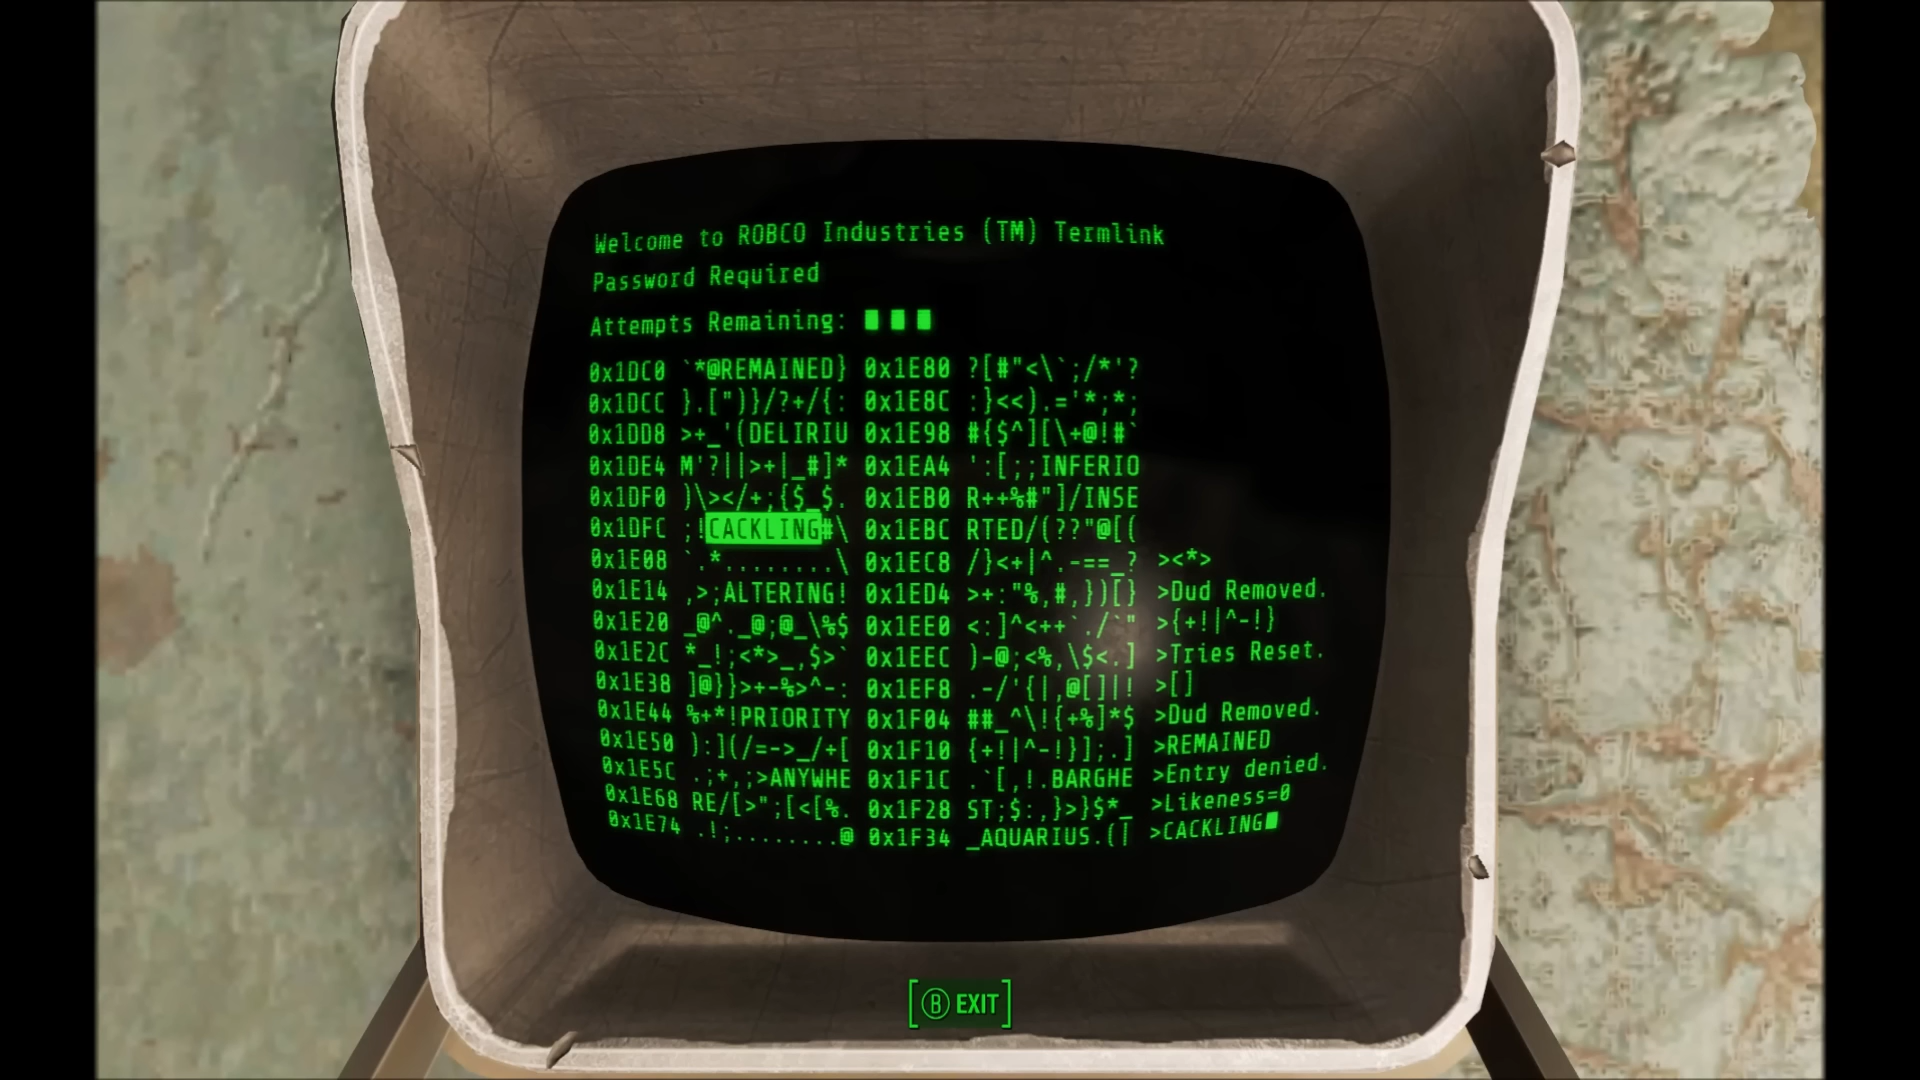 Welcome to ROBCO Industries (TM) Termlink
Password Required
Attempts Remaining: ■ ■ ■
0x1DC0 `*@REMAINED} 0x1E80 ?[#"<\`;/*'?
0x1DCC }.[")}/?+/{: 0x1E8C :}<<).='*;*;
0x1DD8 >+_'(DELIRIU 0x1E98 #{$^][\+@!#`
0x1DE4 M'?||>+|_#]* 0x1EA4 ':[;;INFERIO
0x1DF0 )\></+;{$_$. 0x1EB0 R++%#"]/INSE
0x1DFC ;!CACKLING#\ 0x1EBC RTED/(??"@[(
0x1E08 `.*........\ 0x1EC8 /}<+|^.-==_? ><*>
0x1E14 ,>;ALTERING! 0x1ED4 >+:"%,#,})[} >Dud Removed.
0x1E20 _@^._@;@_\%$ 0x1EE0 <:]^<++`./`" >{+!|^-!}
0x1E2C *_!;<*>_,$>` 0x1EEC )-@;<%,\$<.] >Tries Reset.
0x1E38 ]@}}>+-%>^-: 0x1EF8 .-/'{|,@[]|! >[]
0x1E44 %+*!PRIORITY 0x1F04 ##_^\!{+%]*$ >Dud Removed.
0x1E50 ):](/=->_/+[ 0x1F10 {+!|^-!}];.] >REMAINED
0x1E5C .;+,;>ANYWHE 0x1F1C .`[,!.BARGHE >Entry denied.
0x1E68 RE/[>";[<[%. 0x1F28 ST;$:,}>}$*_ >Likeness=0
0x1E74 .!;........@ 0x1F34 _AQUARIUS.(| >CACKLING■
[Ⓑ EXIT]